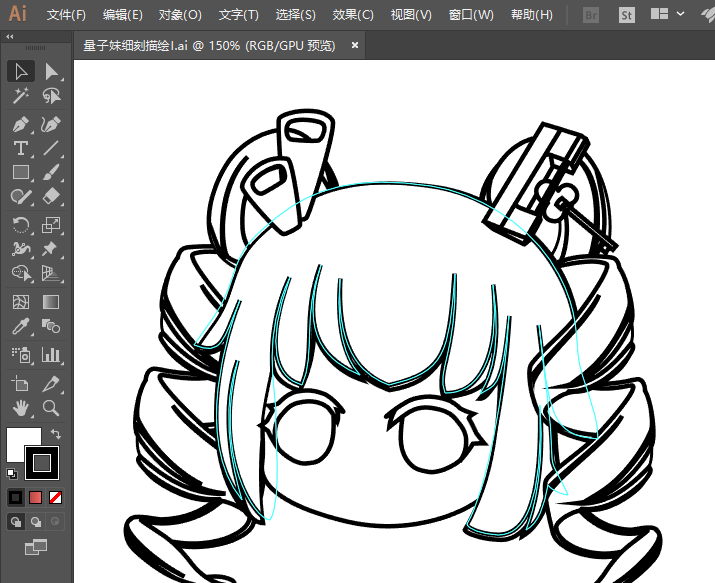 Ai 文件(F) 编辑(E) 对象(O) 文字(T) 选择(S) 效果(C) 视图(V) 窗口(W) 帮助(H) Br St
量子妹细刻描绘I.ai @ 150% (RGB/GPU 预览) ×